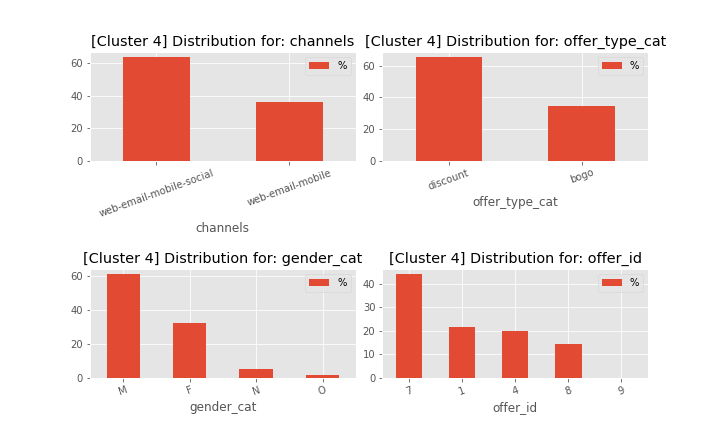 [Cluster 4] Distribution for: channels
%
60
40
20
0
web-email-mobile-social
web-email-mobile
channels
[Cluster 4] Distribution for: offer_type_cat
%
60
40
20
0
discount
bogo
offer_type_cat
[Cluster 4] Distribution for: gender_cat
%
60
40
20
0
M
F
N
O
gender_cat
[Cluster 4] Distribution for: offer_id
%
40
30
20
10
0
7
1
4
8
9
offer_id